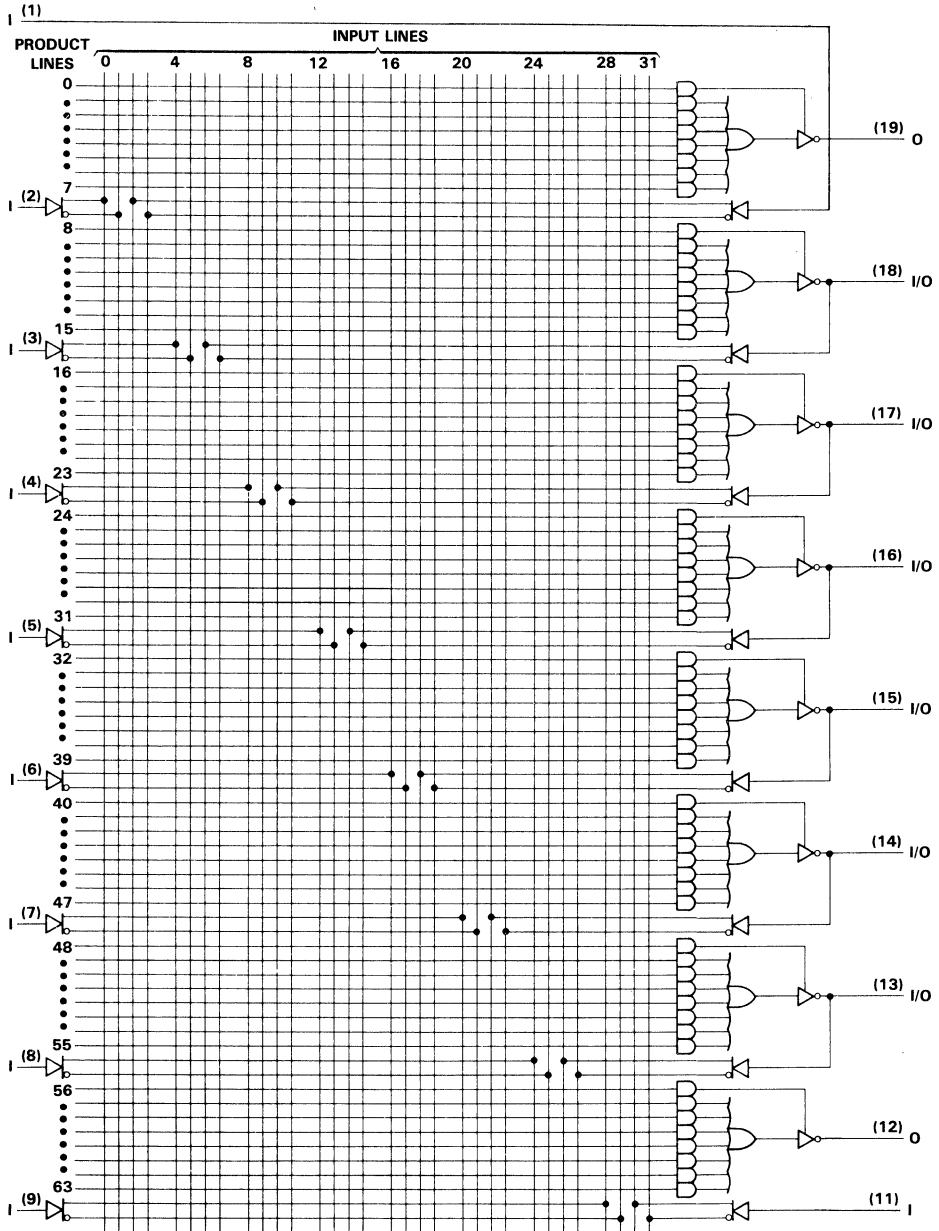 I (1)
INPUT LINES
PRODUCT LINES
0 4 8 12 16 20 24 28 31
0
(19) O
7
I (2)
8
(18) I/O
15
I (3)
16
(17) I/O
23
I (4)
24
(16) I/O
31
I (5)
32
(15) I/O
39
I (6)
40
(14) I/O
47
I (7)
48
(13) I/O
55
I (8)
56
(12) O
63
I (9)
(11) I